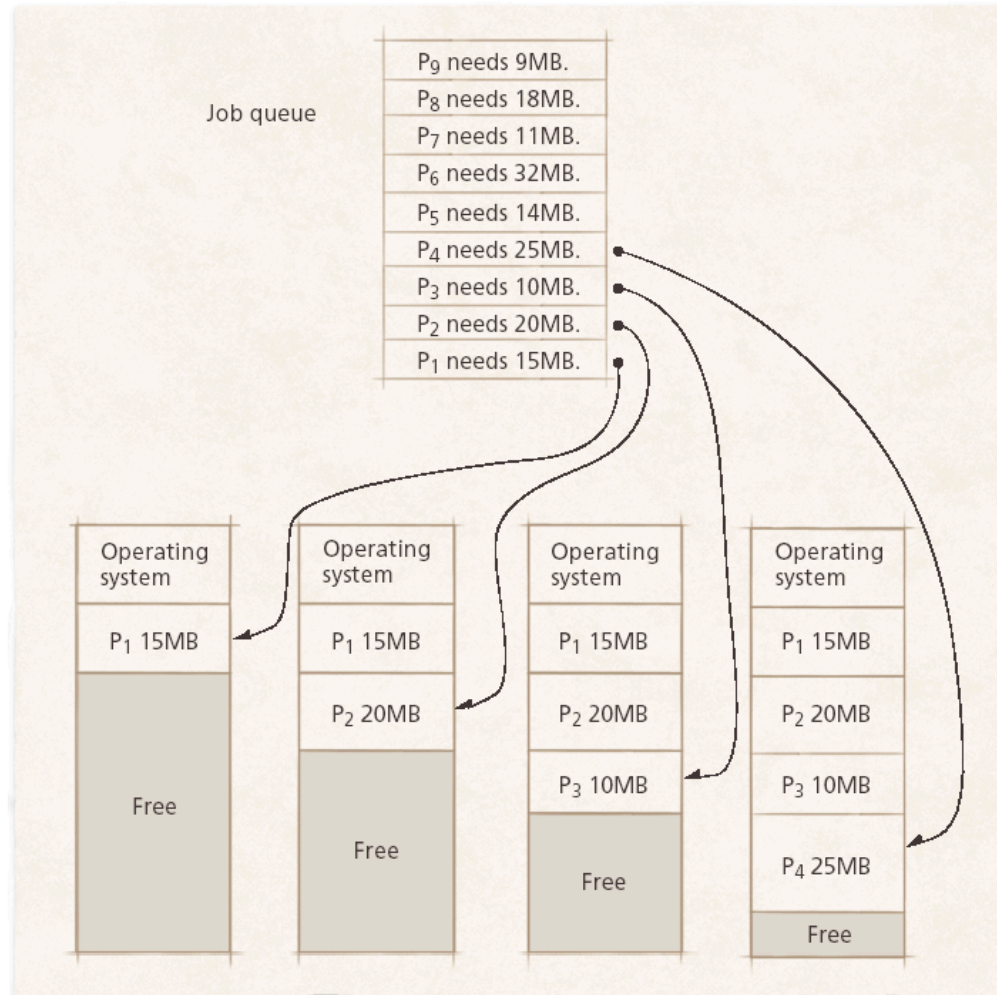 Job queue
P9 needs 9MB.
P8 needs 18MB.
P7 needs 11MB.
P6 needs 32MB.
P5 needs 14MB.
P4 needs 25MB.
P3 needs 10MB.
P2 needs 20MB.
P1 needs 15MB.
Operating
system
P1 15MB
Free
Operating
system
P1 15MB
P2 20MB
Free
Operating
system
P1 15MB
P2 20MB
P3 10MB
Free
Operating
system
P1 15MB
P2 20MB
P3 10MB
P4 25MB
Free